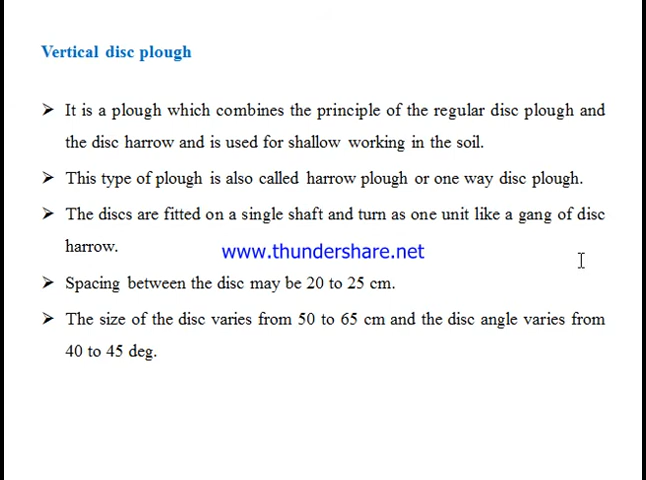 Vertical disc plough
➢ It is a plough which combines the principle of the regular disc plough and
the disc harrow and is used for shallow working in the soil.
➢ This type of plough is also called harrow plough or one way disc plough.
➢ The discs are fitted on a single shaft and turn as one unit like a gang of disc
harrow.
www.thundershare.net
➢ Spacing between the disc may be 20 to 25 cm.
➢ The size of the disc varies from 50 to 65 cm and the disc angle varies from
40 to 45 deg.